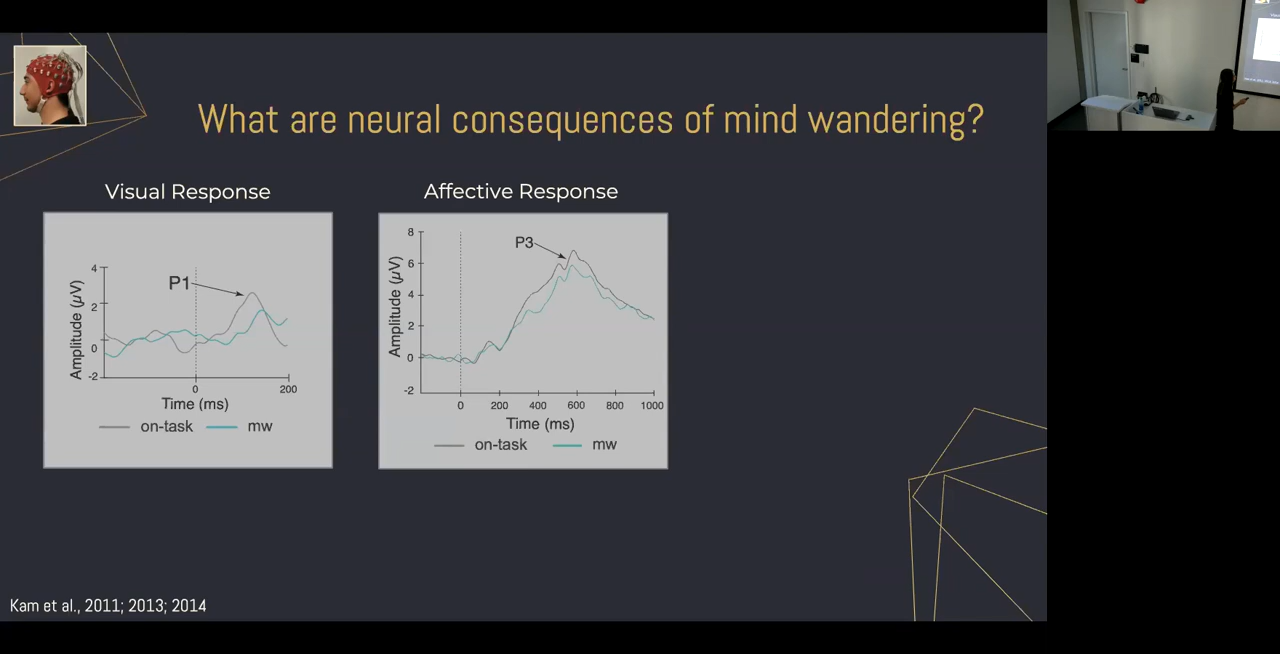 What are neural consequences of mind wandering?
Visual Response
Affective Response
P1
4
2
0
-2
Amplitude (µV)
0
200
Time (ms)
on-task
mw
P3
8
6
4
2
0
-2
Amplitude (µV)
0
200
400
600
800
1000
Time (ms)
on-task
mw
Kam et al., 2011; 2013; 2014